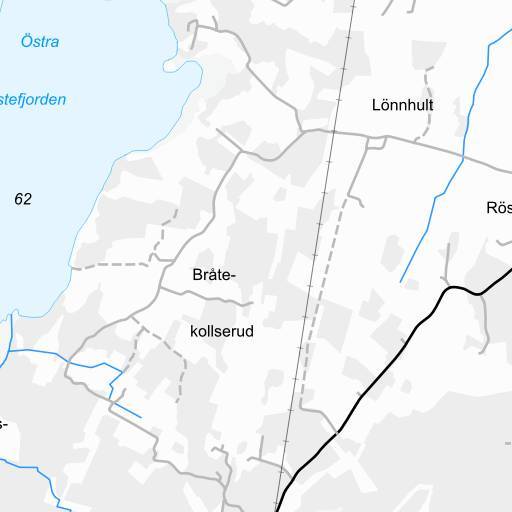 Östra
stefjorden
Lönnhult
62
Rös
Bråte-
kollserud
s-